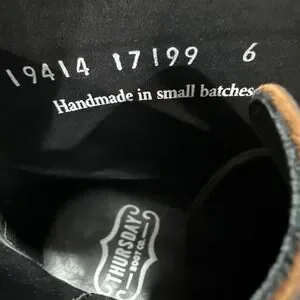 19414 17199 6
Handmade in small batches
THURSDAY
BOOT CO.